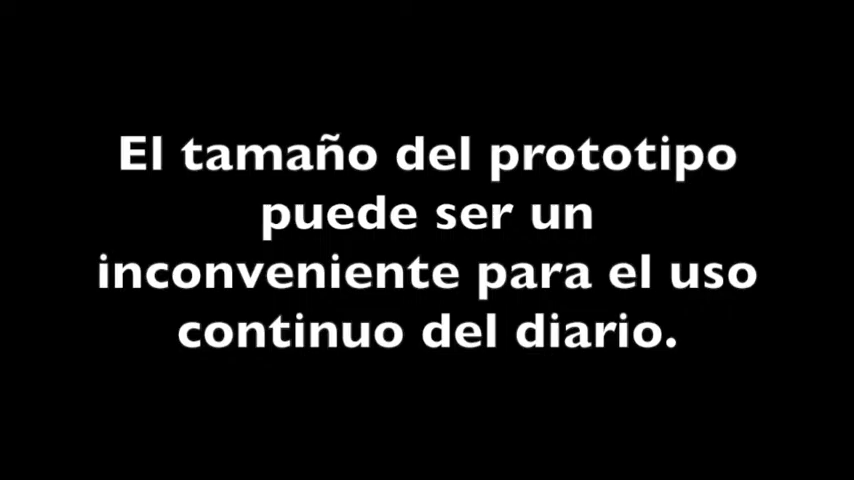 El tamaño del prototipo
puede ser un
inconveniente para el uso
continuo del diario.